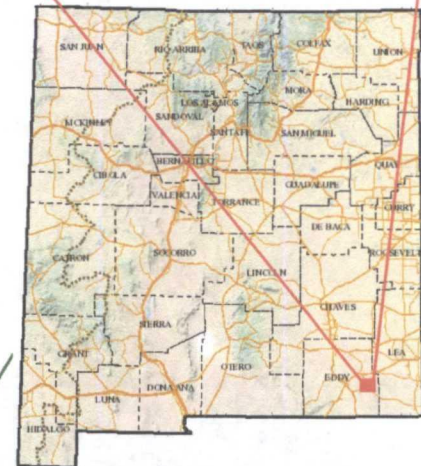 SAN JUAN
RIO ARRIBA
TAOS
COLFAX
UNION
LOS ALAMOS
MORA
HARDING
MCKINLEY
SANDOVAL
SANTA FE
SAN MIGUEL
BERNALILLO
QUAY
CIBOLA
GUADALUPE
VALENCIA
TORRANCE
CURRY
DE BACA
ROOSEVELT
CATRON
SOCORRO
LINCOLN
CHAVES
SIERRA
GRANT
OTERO
EDDY
LEA
LUNA
DONA ANA
HIDALGO